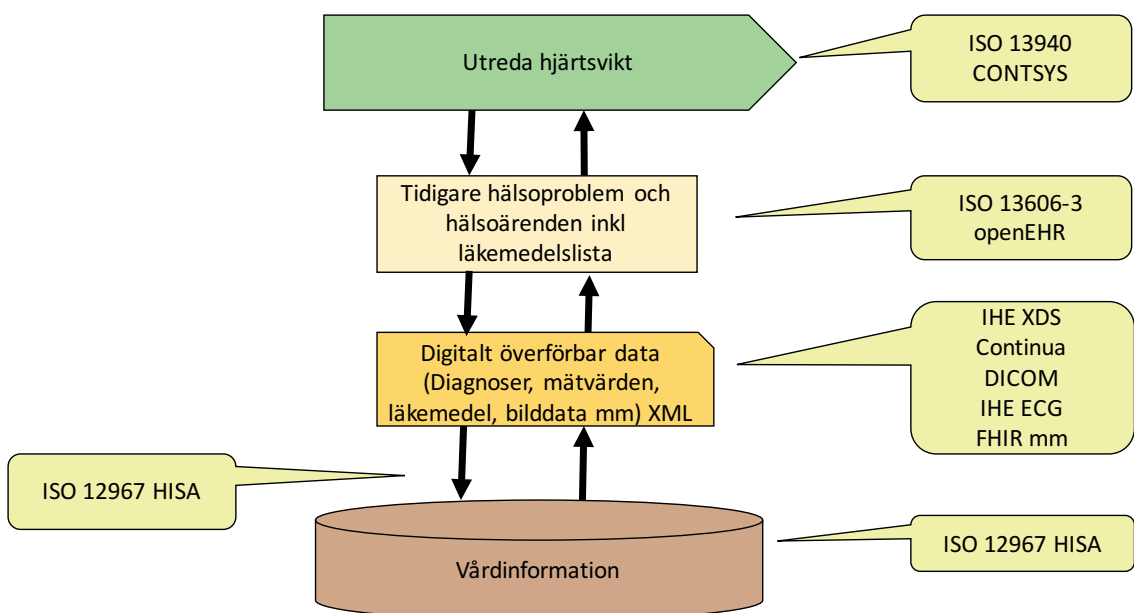 Utreda hjärtsvikt
ISO 13940
CONTSYS
Tidigare hälsoproblem och
hälsoärenden inkl
läkemedelslista
ISO 13606-3
openEHR
Digitalt överförbar data
(Diagnoser, mätvärden,
läkemedel, bilddata mm) XML
IHE XDS
Continua
DICOM
IHE ECG
FHIR mm
ISO 12967 HISA
Vårdinformation
ISO 12967 HISA